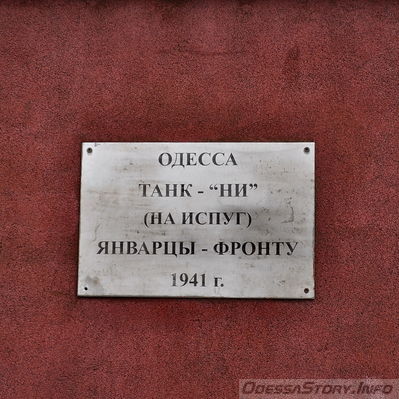 ОДЕССА
ТАНК - “НИ”
(НА ИСПУГ)
ЯНВАРЦЫ - ФРОНТУ
1941 г.
OdessaStory.Info